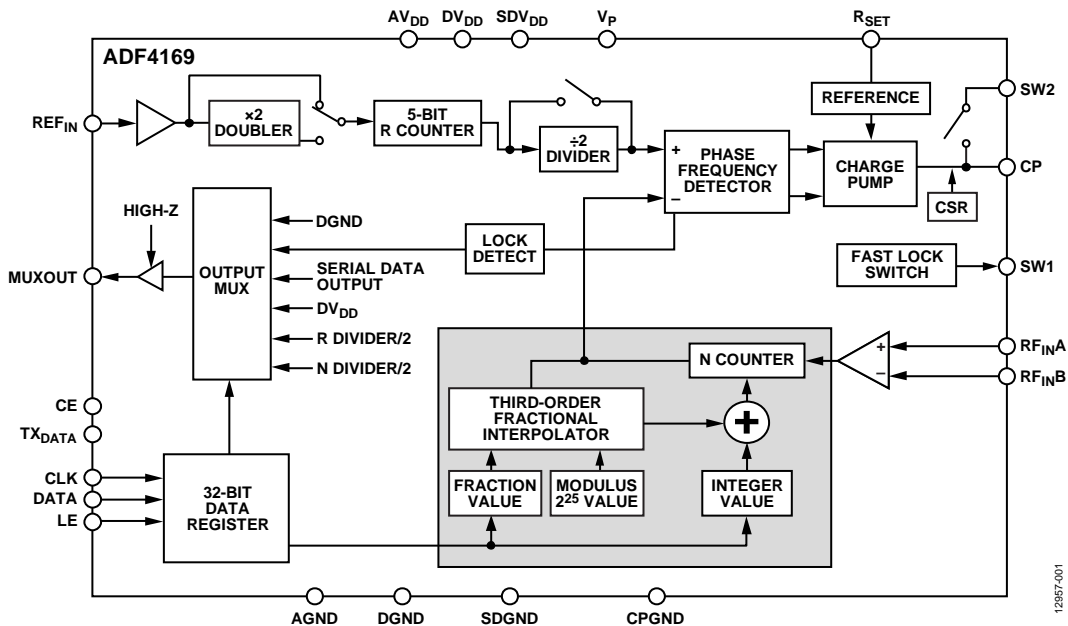 AVDD DVDD SDVDD VP RSET
ADF4169
REFIN
×2
DOUBLER
5-BIT
R COUNTER
÷2
DIVIDER
+
−
PHASE
FREQUENCY
DETECTOR
REFERENCE
CHARGE
PUMP
SW2
CP
CSR
HIGH-Z
MUXOUT
OUTPUT
MUX
DGND
LOCK
DETECT
SERIAL DATA
OUTPUT
DVDD
R DIVIDER/2
N DIVIDER/2
FAST LOCK
SWITCH
SW1
N COUNTER
+
−
RFINA
RFINB
THIRD-ORDER
FRACTIONAL
INTERPOLATOR
+
CE
TXDATA
CLK
DATA
LE
32-BIT
DATA
REGISTER
FRACTION
VALUE
MODULUS
2²⁵ VALUE
INTEGER
VALUE
AGND DGND SDGND CPGND
12957-001